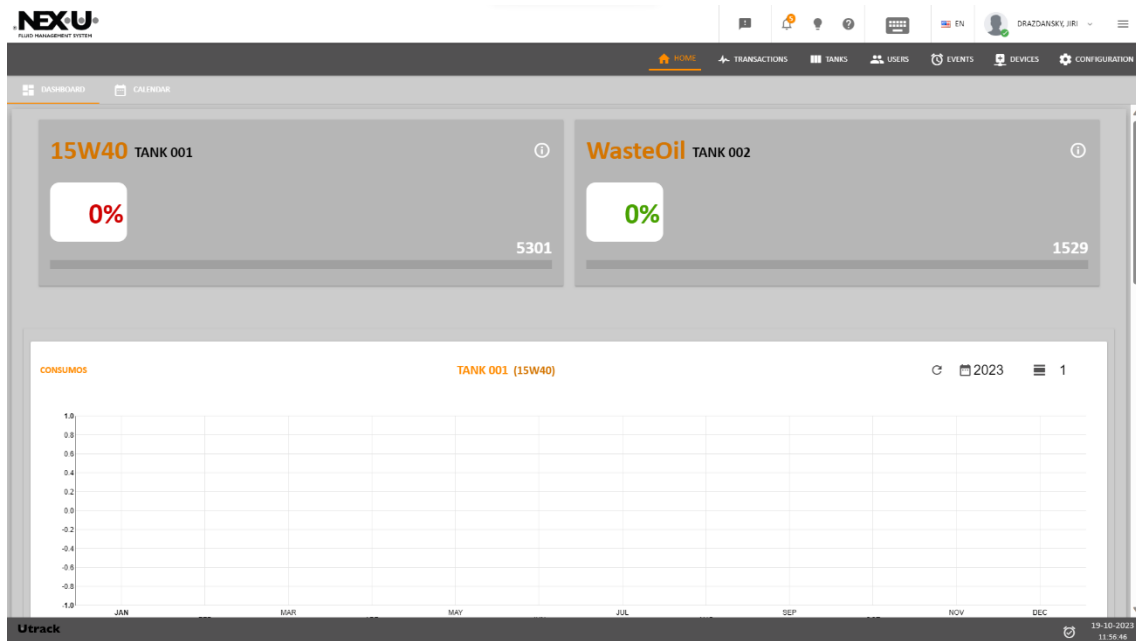 NEX·U·
FLUID MANAGEMENT SYSTEM
5
EN
DRAZDANSKY, JIRI
HOME
TRANSACTIONS
TANKS
USERS
EVENTS
DEVICES
CONFIGURATION
DASHBOARD
CALENDAR
15W40 TANK 001
0%
5301
WasteOil TANK 002
0%
1529
CONSUMOS
TANK 001 (15W40)
2023
1
1.0
0.8
0.6
0.4
0.2
0.0
-0.2
-0.4
-0.6
-0.8
-1.0
JAN MAR MAY JUL SEP NOV DEC
Utrack
19-10-2023
11:56:46